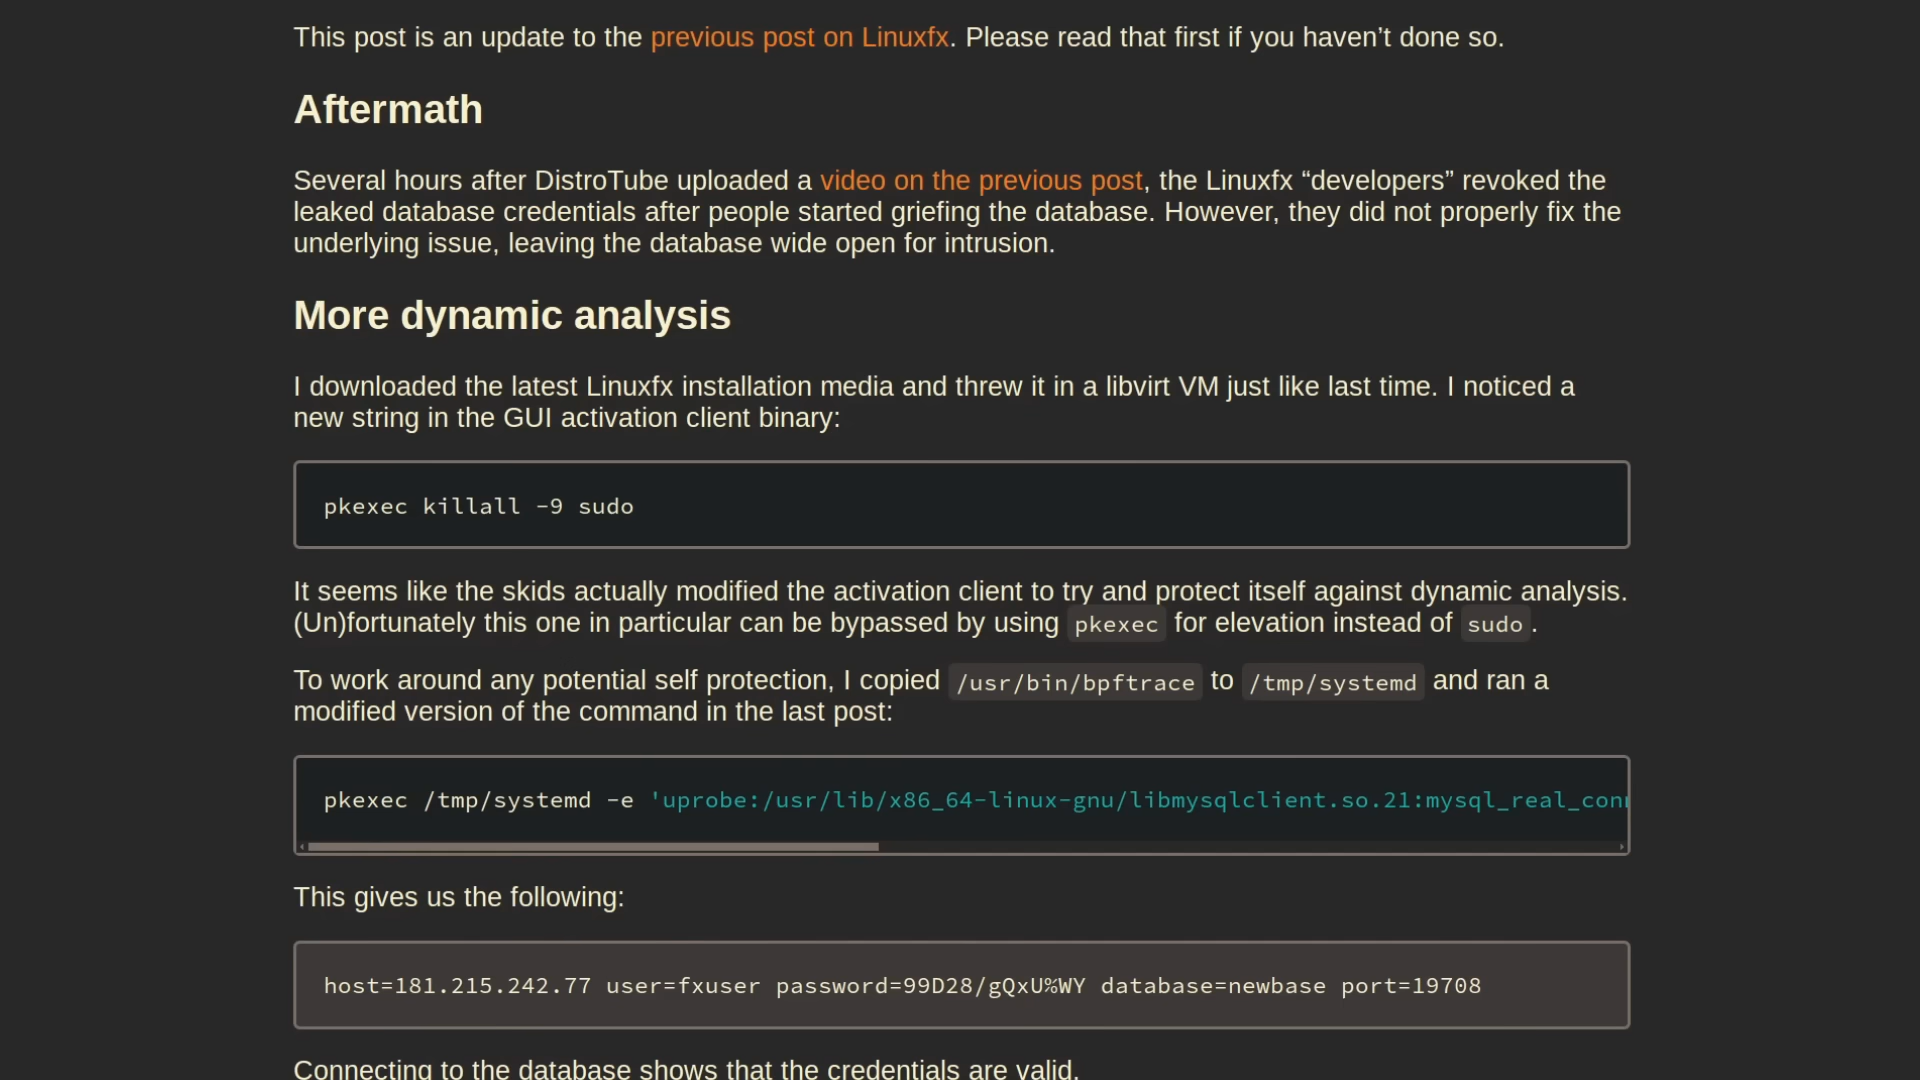 This post is an update to the previous post on Linuxfx. Please read that first if you haven’t done so.
Aftermath
Several hours after DistroTube uploaded a video on the previous post, the Linuxfx “developers” revoked the
leaked database credentials after people started griefing the database. However, they did not properly fix the
underlying issue, leaving the database wide open for intrusion.
More dynamic analysis
I downloaded the latest Linuxfx installation media and threw it in a libvirt VM just like last time. I noticed a
new string in the GUI activation client binary:
pkexec killall -9 sudo
It seems like the skids actually modified the activation client to try and protect itself against dynamic analysis.
(Un)fortunately this one in particular can be bypassed by using pkexec for elevation instead of sudo.
To work around any potential self protection, I copied /usr/bin/bpftrace to /tmp/systemd and ran a
modified version of the command in the last post:
pkexec /tmp/systemd -e 'uprobe:/usr/lib/x86_64-linux-gnu/libmysqlclient.so.21:mysql_real_con
This gives us the following:
host=181.215.242.77 user=fxuser password=99D28/gQxU%WY database=newbase port=19708
Connecting to the database shows that the credentials are valid.